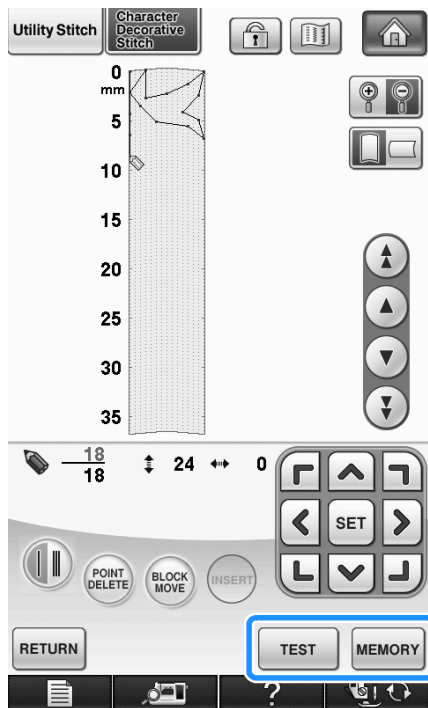 Utility Stitch
Character
Decorative
Stitch
0
mm
5
10
15
20
25
30
35
18
18
24
0
SET
POINT
DELETE
BLOCK
MOVE
INSERT
RETURN
TEST
MEMORY
?